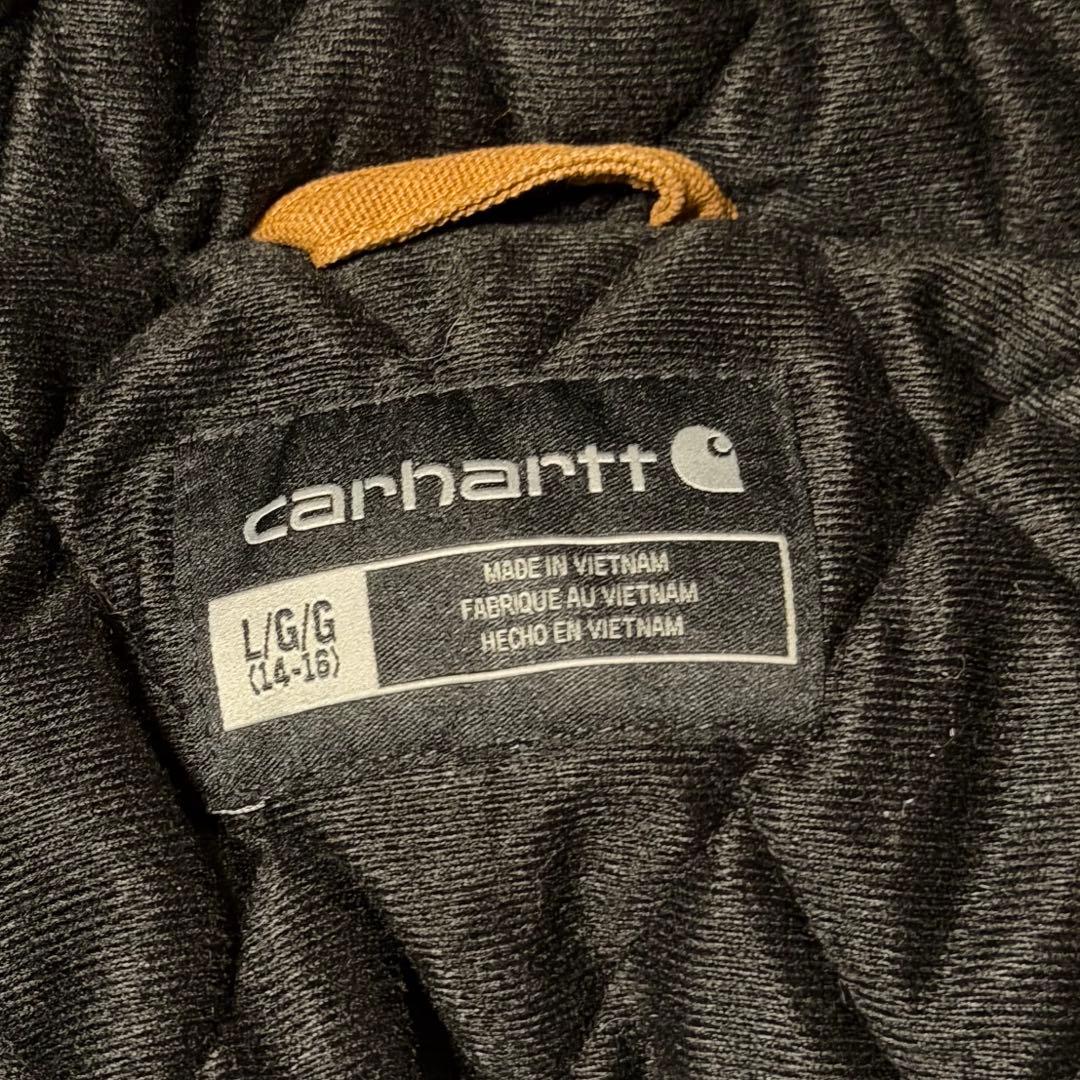 carhartt
L/G/G
(14-16)
MADE IN VIETNAM
FABRIQUE AU VIETNAM
HECHO EN VIETNAM